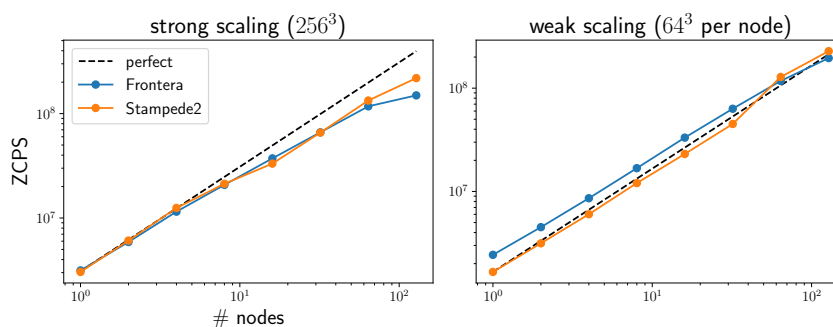 strong scaling (256³)
perfect
Frontera
Stampede2
ZCPS
10⁸
10⁷
10⁰
10¹
10²
# nodes
weak scaling (64³ per node)
10⁸
10⁷
10⁰
10¹
10²